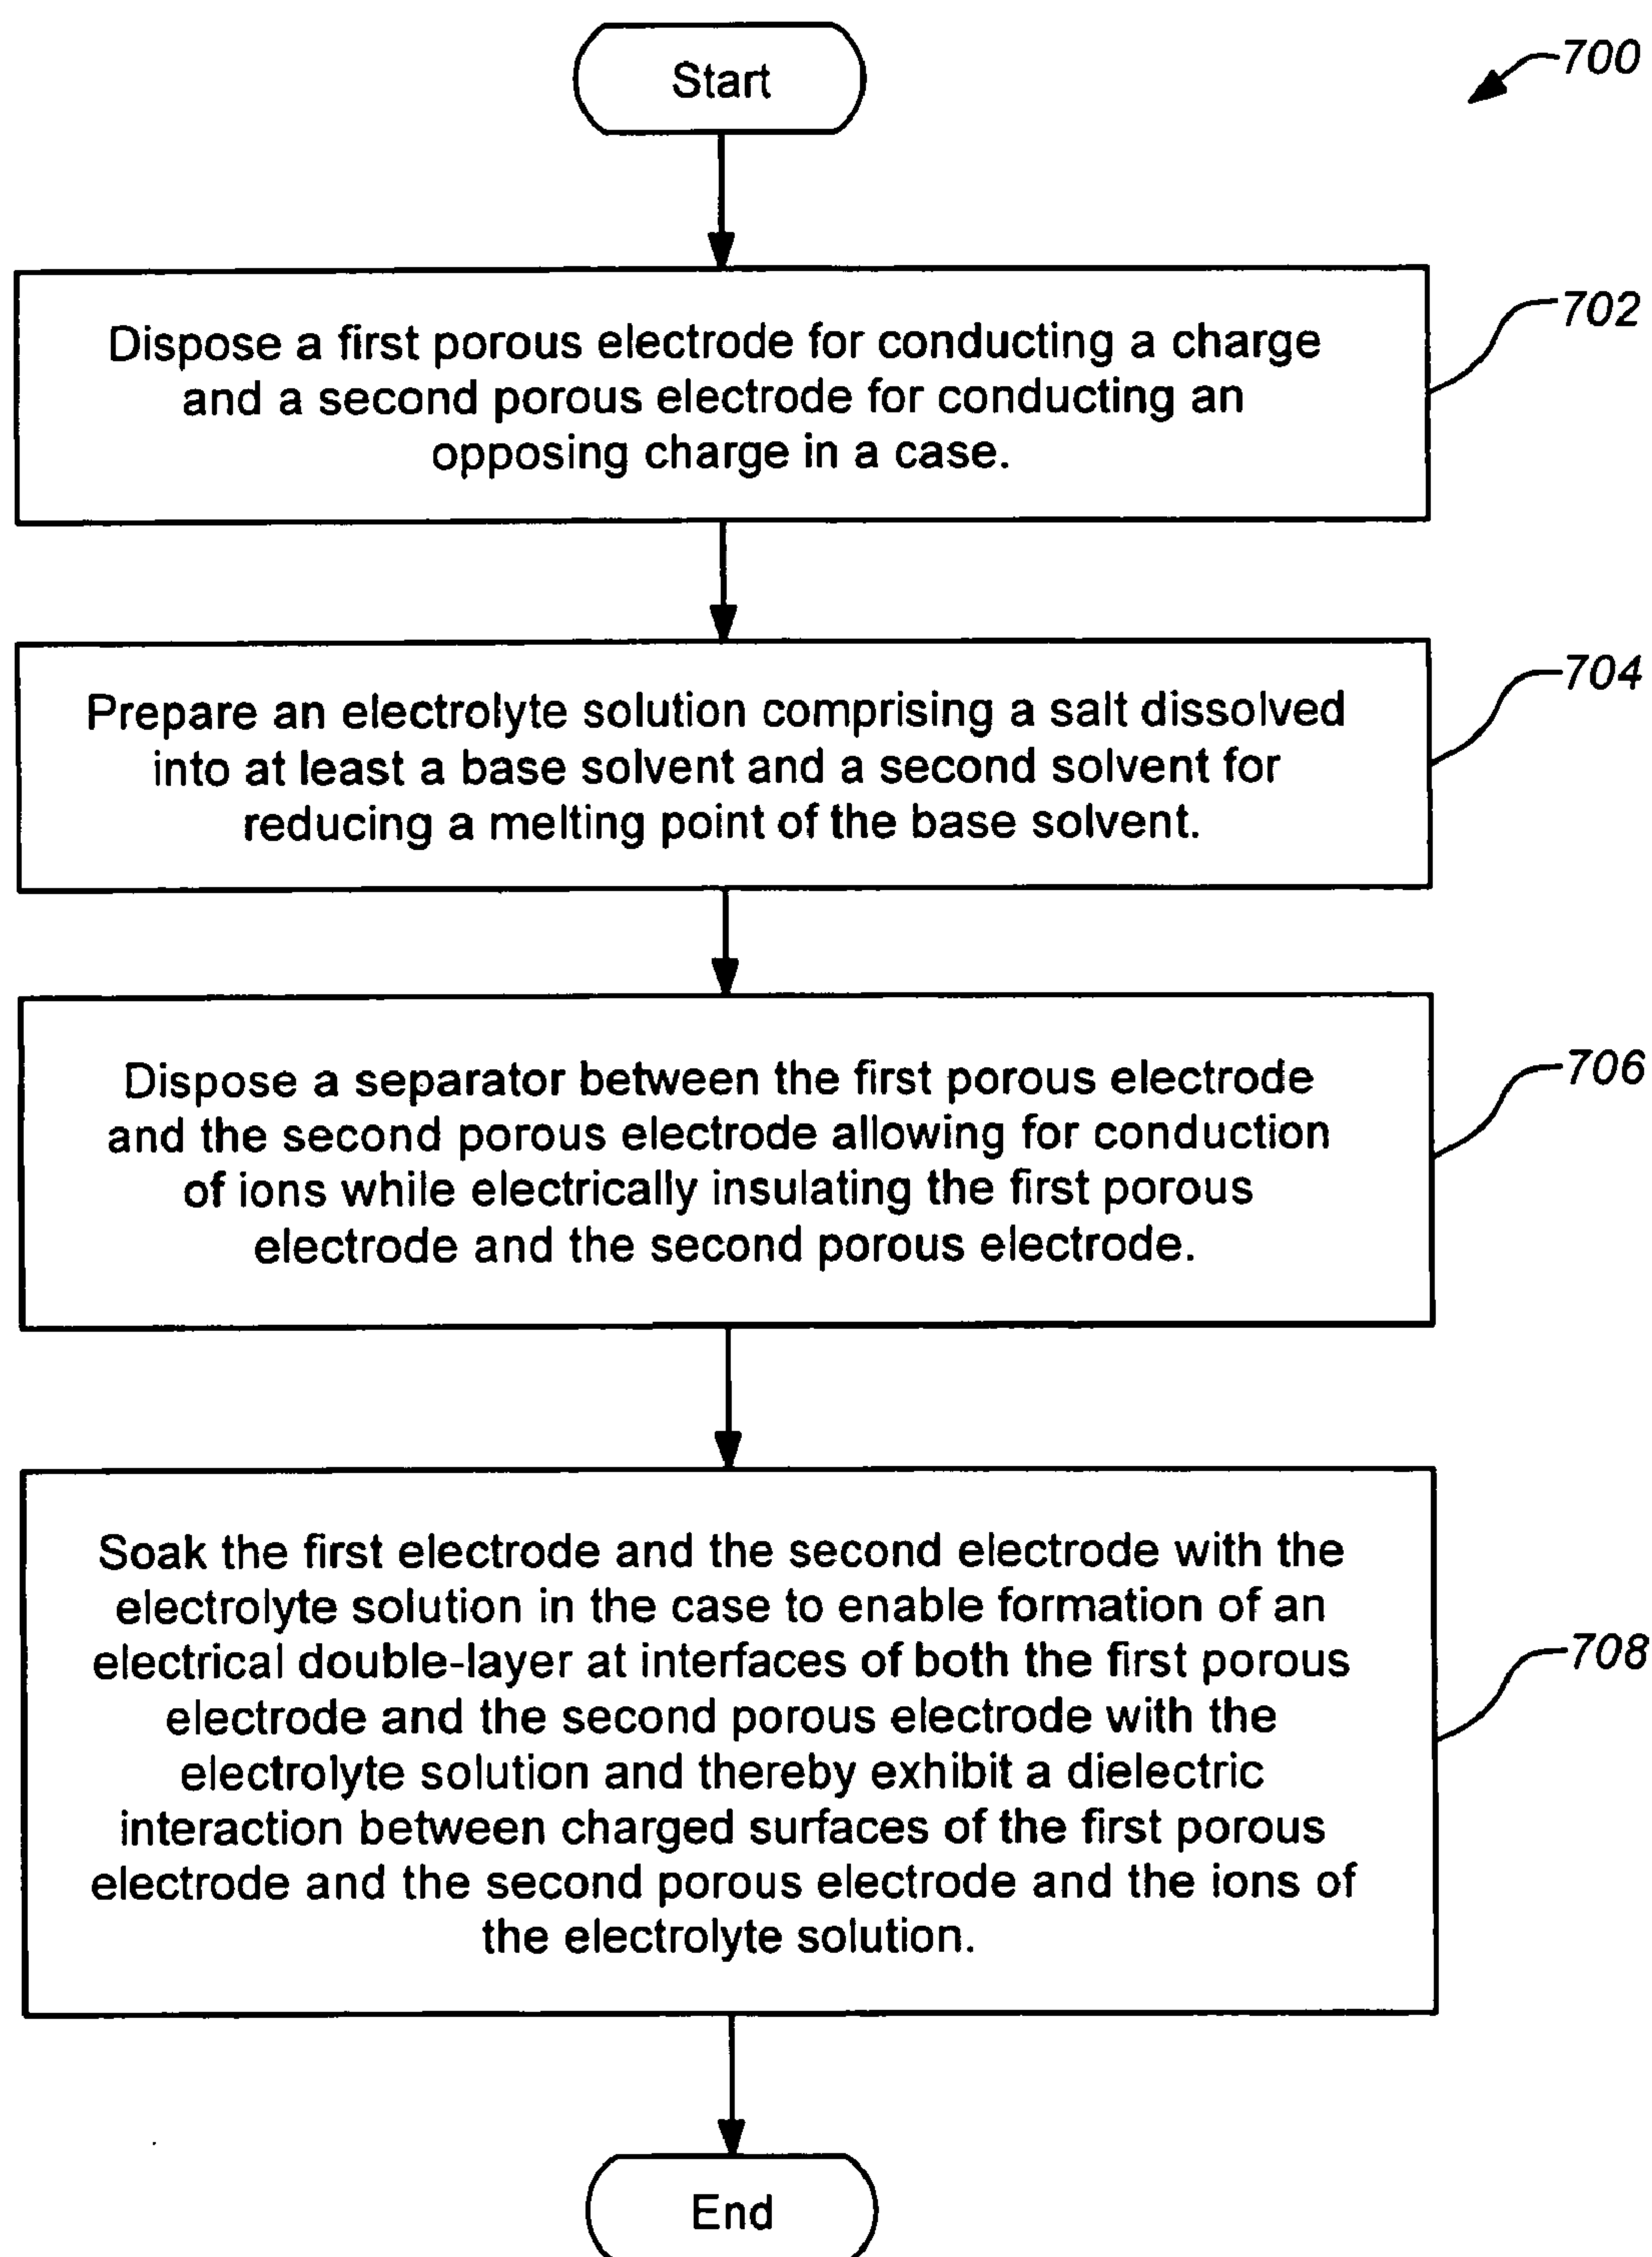 Start
700
Dispose a first porous electrode for conducting a charge
and a second porous electrode for conducting an
opposing charge in a case.
702
Prepare an electrolyte solution comprising a salt dissolved
into at least a base solvent and a second solvent for
reducing a melting point of the base solvent.
704
Dispose a separator between the first porous electrode
and the second porous electrode allowing for conduction
of ions while electrically insulating the first porous
electrode and the second porous electrode.
706
Soak the first electrode and the second electrode with the
electrolyte solution in the case to enable formation of an
electrical double-layer at interfaces of both the first porous
electrode and the second porous electrode with the
electrolyte solution and thereby exhibit a dielectric
interaction between charged surfaces of the first porous
electrode and the second porous electrode and the ions of
the electrolyte solution.
708
End